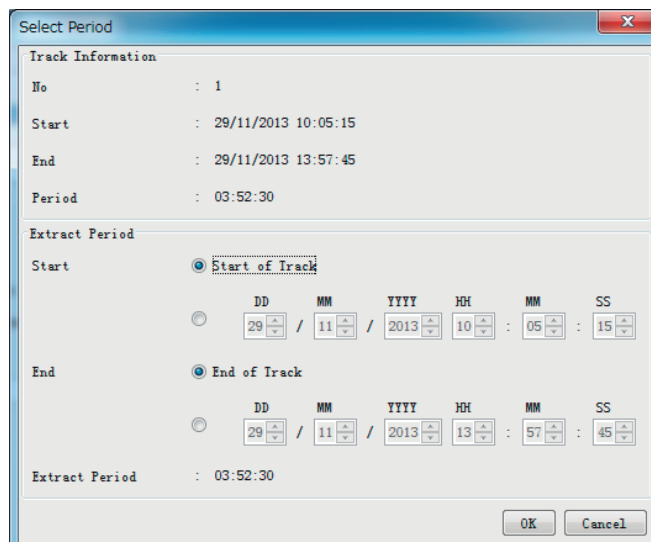 Select Period
Track Information
No : 1
Start : 29/11/2013 10:05:15
End : 29/11/2013 13:57:45
Period : 03:52:30
Extract Period
Start Start of Track
DD MM YYYY HH MM SS
29 / 11 / 2013 10 : 05 : 15
End End of Track
DD MM YYYY HH MM SS
29 / 11 / 2013 13 : 57 : 45
Extract Period : 03:52:30
OK Cancel